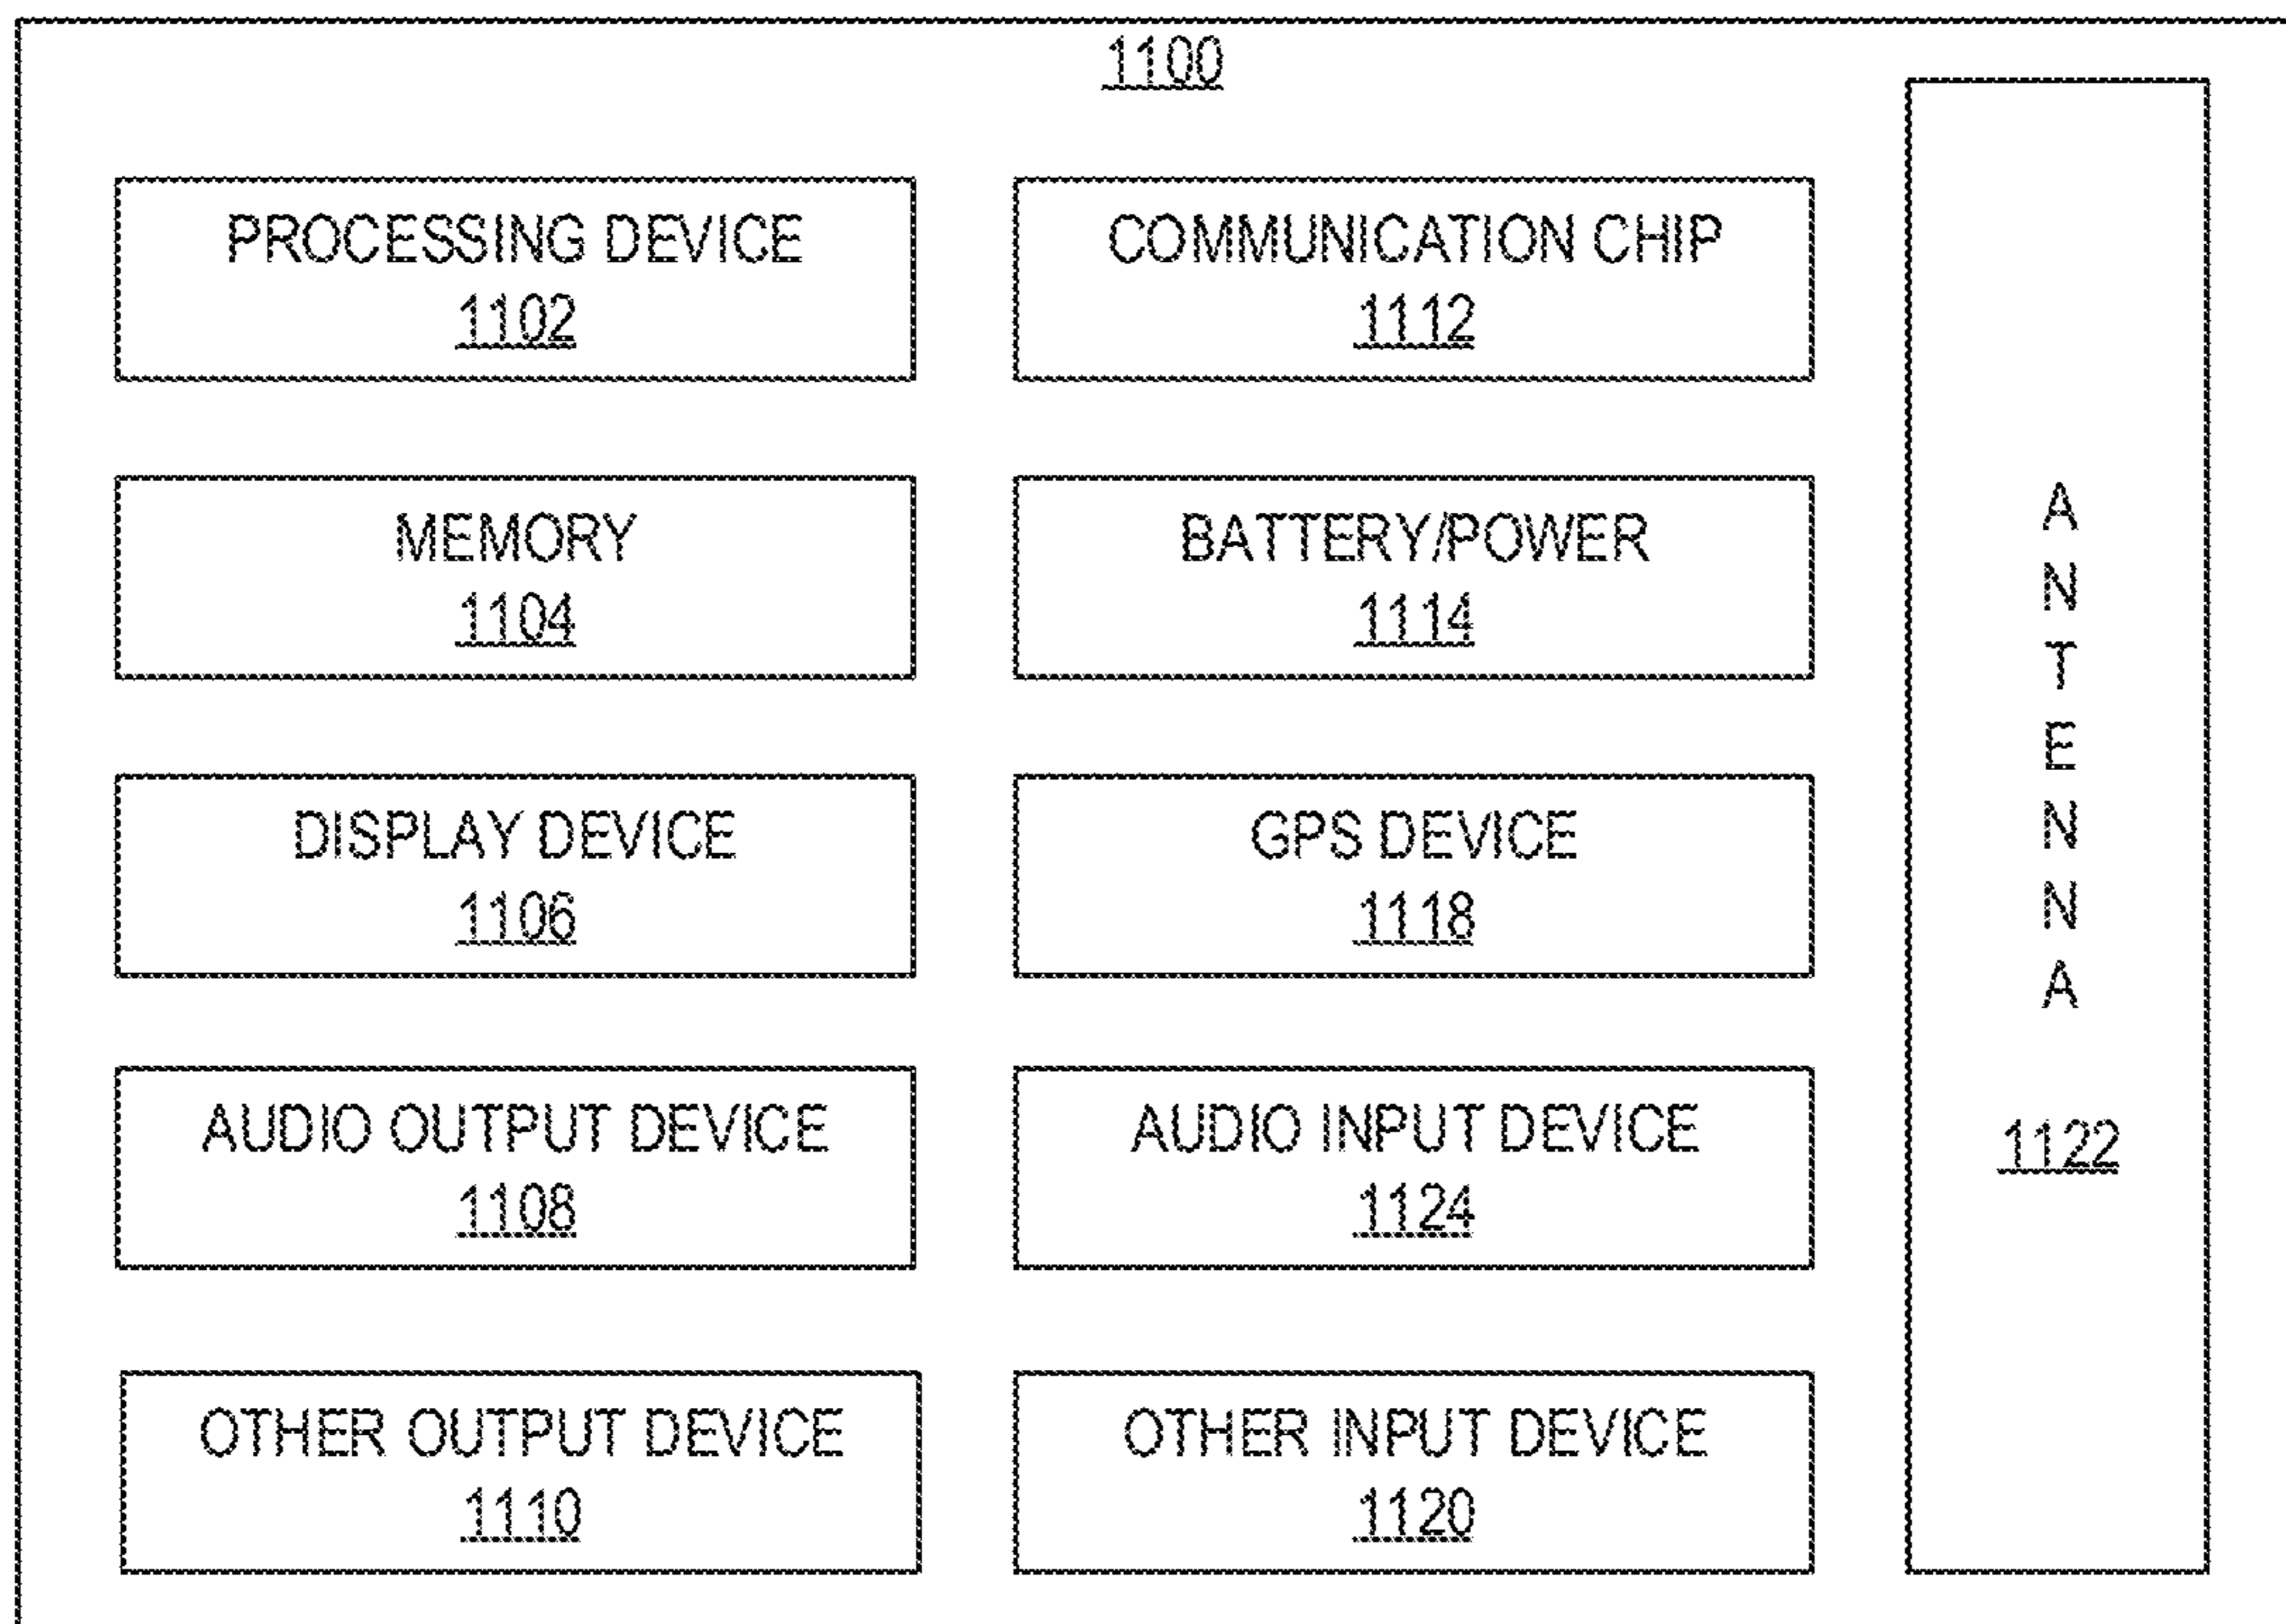 1100
PROCESSING DEVICE
1102
COMMUNICATION CHIP
1112
MEMORY
1104
BATTERY/POWER
1114
DISPLAY DEVICE
1106
GPS DEVICE
1118
AUDIO OUTPUT DEVICE
1108
AUDIO INPUT DEVICE
1124
OTHER OUTPUT DEVICE
1110
OTHER INPUT DEVICE
1120
ANTENNA
1122